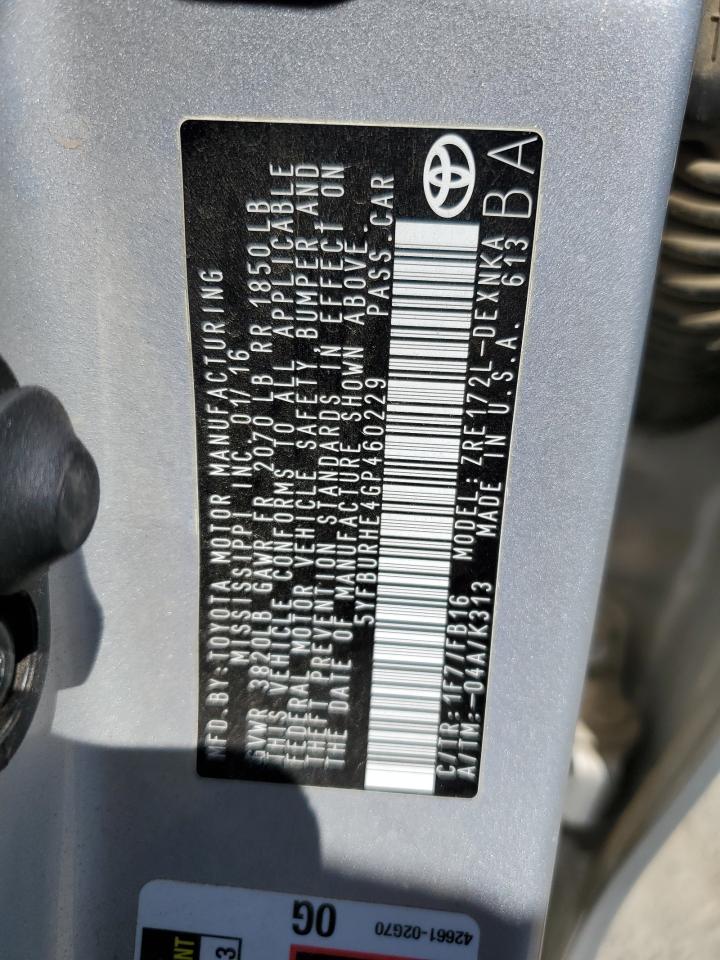 MFD.BY:TOYOTA MOTOR MANUFACTURING
MISSISSIPPI INC. 01/16
GVWR 3820LB GAWR FR 2070 LB RR 1850 LB
THIS VEHICLE CONFORMS TO ALL APPLICABLE
FEDERAL MOTOR VEHICLE SAFETY, BUMPER AND
THEFT PREVENTION STANDARDS IN EFFECT ON
THE DATE OF MANUFACTURE SHOWN ABOVE.
5YFBURHE4GP460229 PASS.CAR
C/TR:1F7/FB16 MODEL:ZRE172L-DEXNKA
A/TM:-04A/K313 MADE IN U.S.A. 613 BA
42661-02G70
0G
NT
3